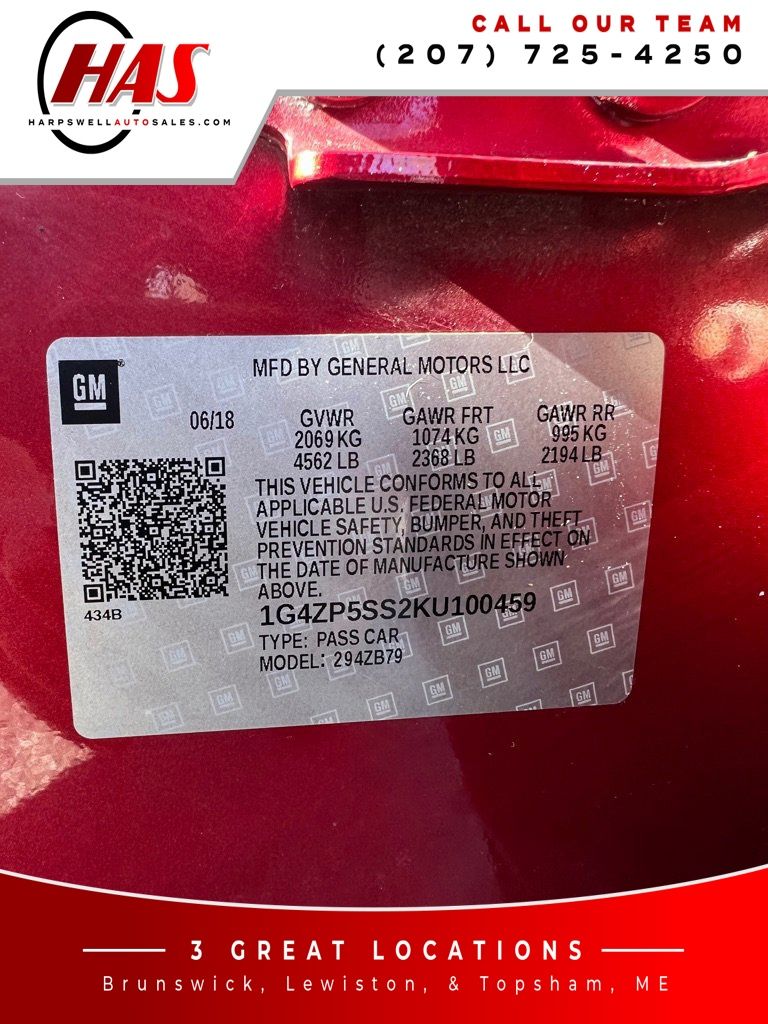 HAS
HARPSWELLAUTOSALES.COM
CALL OUR TEAM
(207) 725-4250
GM
MFD BY GENERAL MOTORS LLC
06/18 GVWR GAWR FRT GAWR RR
2069 KG 1074 KG 995 KG
4562 LB 2368 LB 2194 LB
THIS VEHICLE CONFORMS TO ALL
APPLICABLE U.S. FEDERAL MOTOR
VEHICLE SAFETY, BUMPER, AND THEFT
PREVENTION STANDARDS IN EFFECT ON
THE DATE OF MANUFACTURE SHOWN
ABOVE.
434B
1G4ZP5SS2KU100459
TYPE: PASS CAR
MODEL: 294ZB79
3 GREAT LOCATIONS
Brunswick, Lewiston, & Topsham, ME